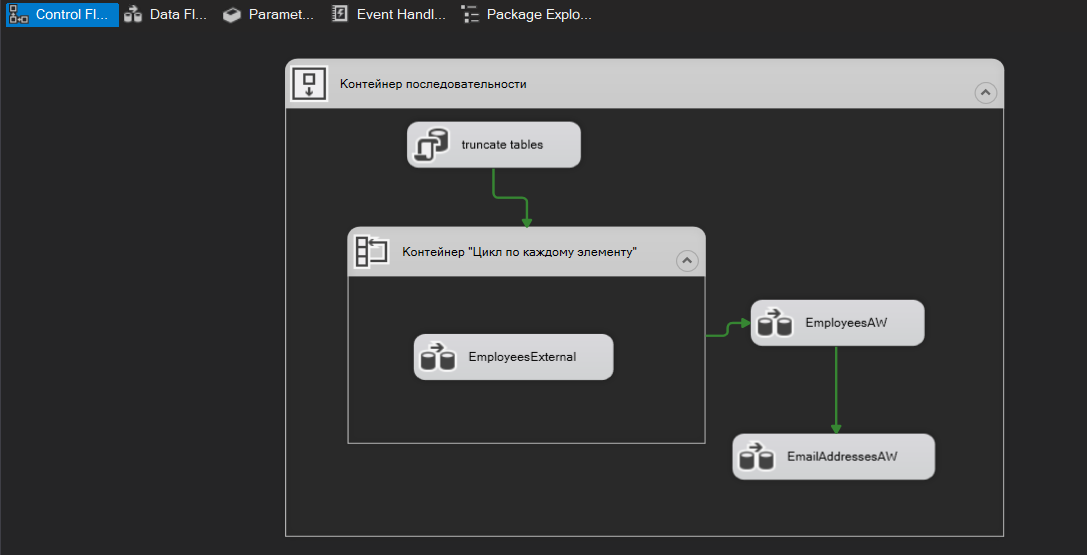 Control Fl...
Data Fl...
Paramet...
Event Handl...
Package Explo...
Контейнер последовательности
truncate tables
Контейнер "Цикл по каждому элементу"
EmployeesAW
EmployeesExternal
EmailAddressesAW